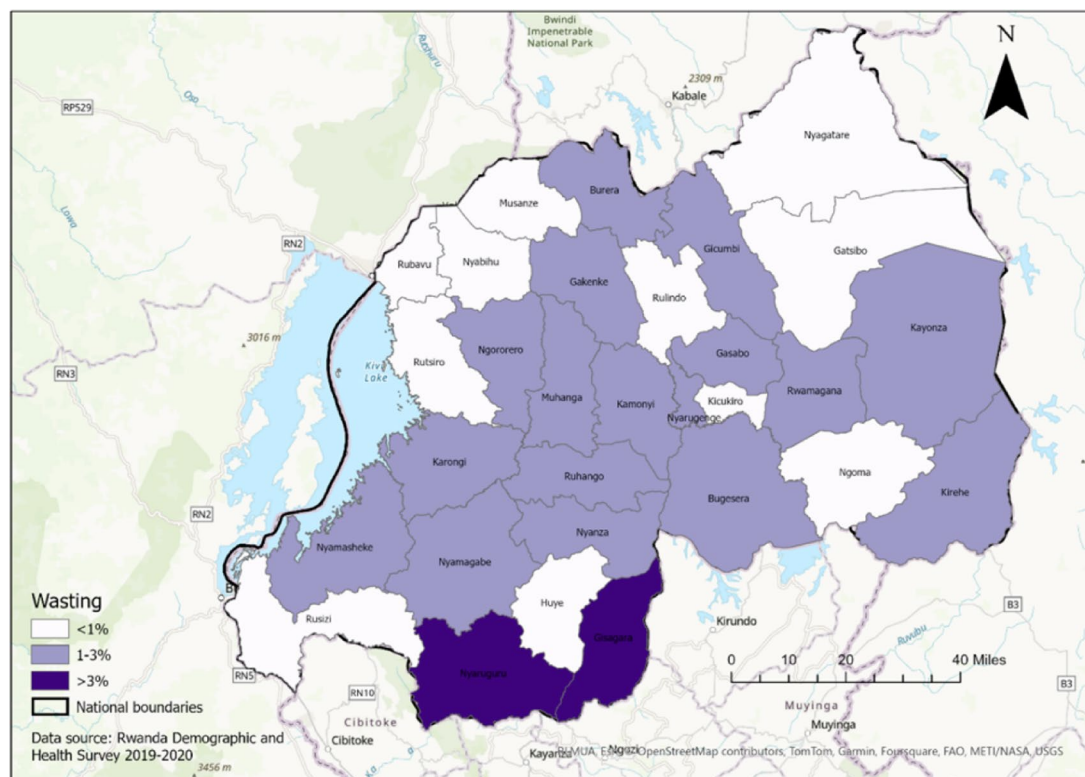 Bwindi
Impenetrable
National Park
N
2309 m
Kabale
RP529
Nyagatare
Burera
Musanze
RN2
Gicumbi
Gatsibo
Rubavu
Nyabihu
Gakenke
Rulindo
Lowa
3016 m
Kayonza
Rutsiro
Ngororero
Gasabo
Lake
RN3
Rwamagana
Muhanga
Kamonyi
Kicukiro
Nyarugenge
Karongi
Ruhango
Ngoma
Kirehe
Bugesera
RN2
Nyanza
Nyamasheke
Nyamagabe
Wasting
<1%
1-3%
>3%
National boundaries
Data source: Rwanda Demographic and
Health Survey 2019-2020
Huye
Rusizi
Gisagara
Kirundo
B3
Ruvubu
Nyaruguru
0 10 20 40 Miles
RN5
RN10
B3
Cibitoke
Cibitoke
Muyinga
Muyinga
3456 m
Kayanza
Ngozi
OpenStreetMap contributors, TomTom, Garmin, Foursquare, FAO, METI/NASA, USGS